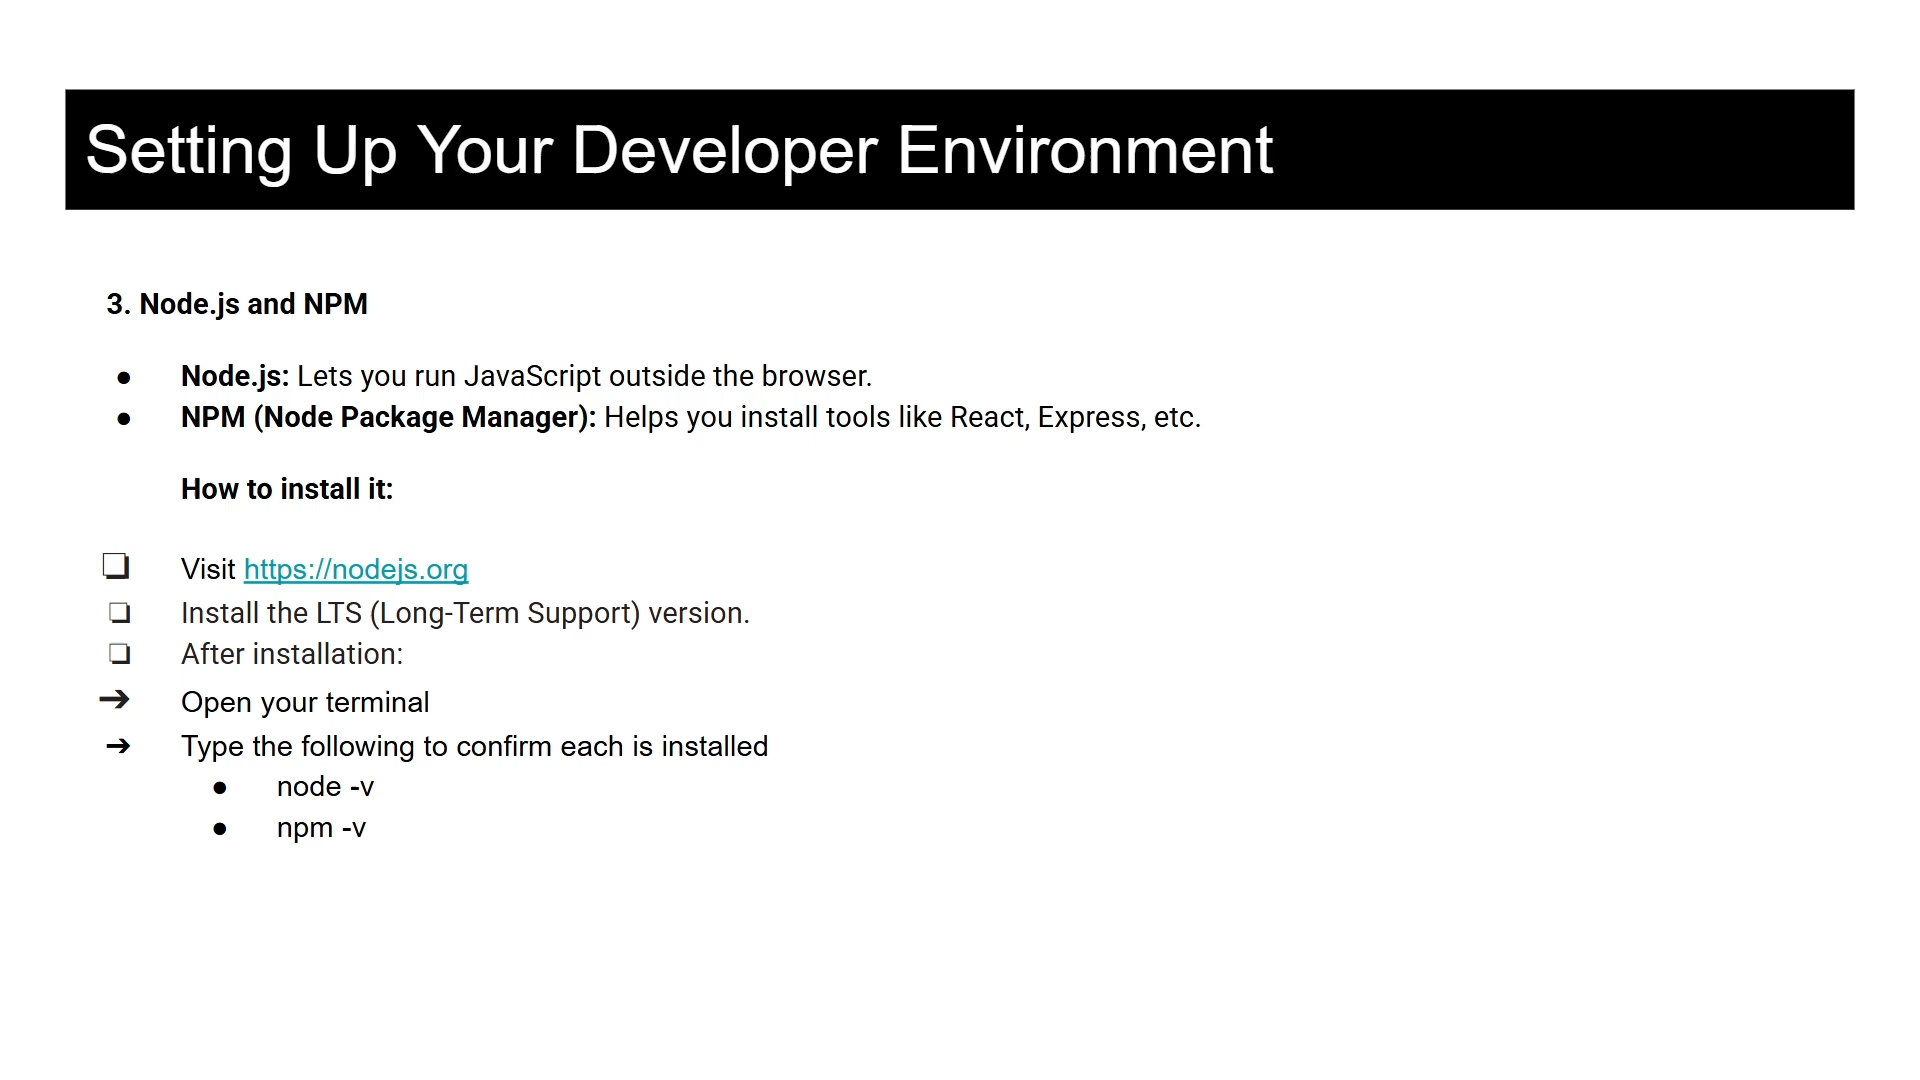 Setting Up Your Developer Environment
3. Node.js and NPM
● Node.js: Lets you run JavaScript outside the browser.
● NPM (Node Package Manager): Helps you install tools like React, Express, etc.
How to install it:
❏ Visit https://nodejs.org
❏ Install the LTS (Long-Term Support) version.
❏ After installation:
➔ Open your terminal
➔ Type the following to confirm each is installed
● node -v
● npm -v